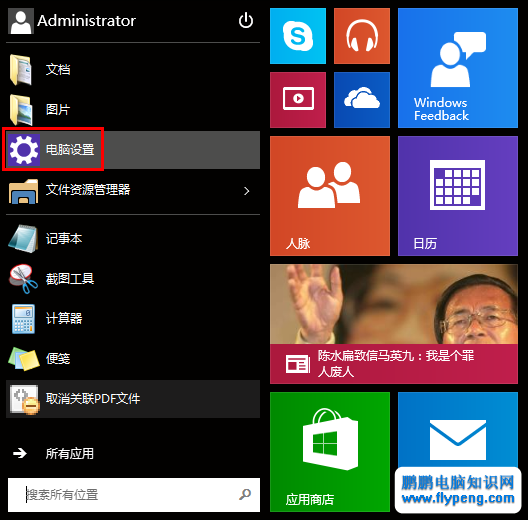 Administrator
文档
图片
电脑设置
文件资源管理器
记事本
截图工具
计算器
便笺
取消关联PDF文件
所有应用
搜索所有位置
Windows
Feedback
人脉
日历
陈水扁致信马英九：我是个罪
人废人
应用商店
鹏鹏电脑知识网
www.flypeng.com